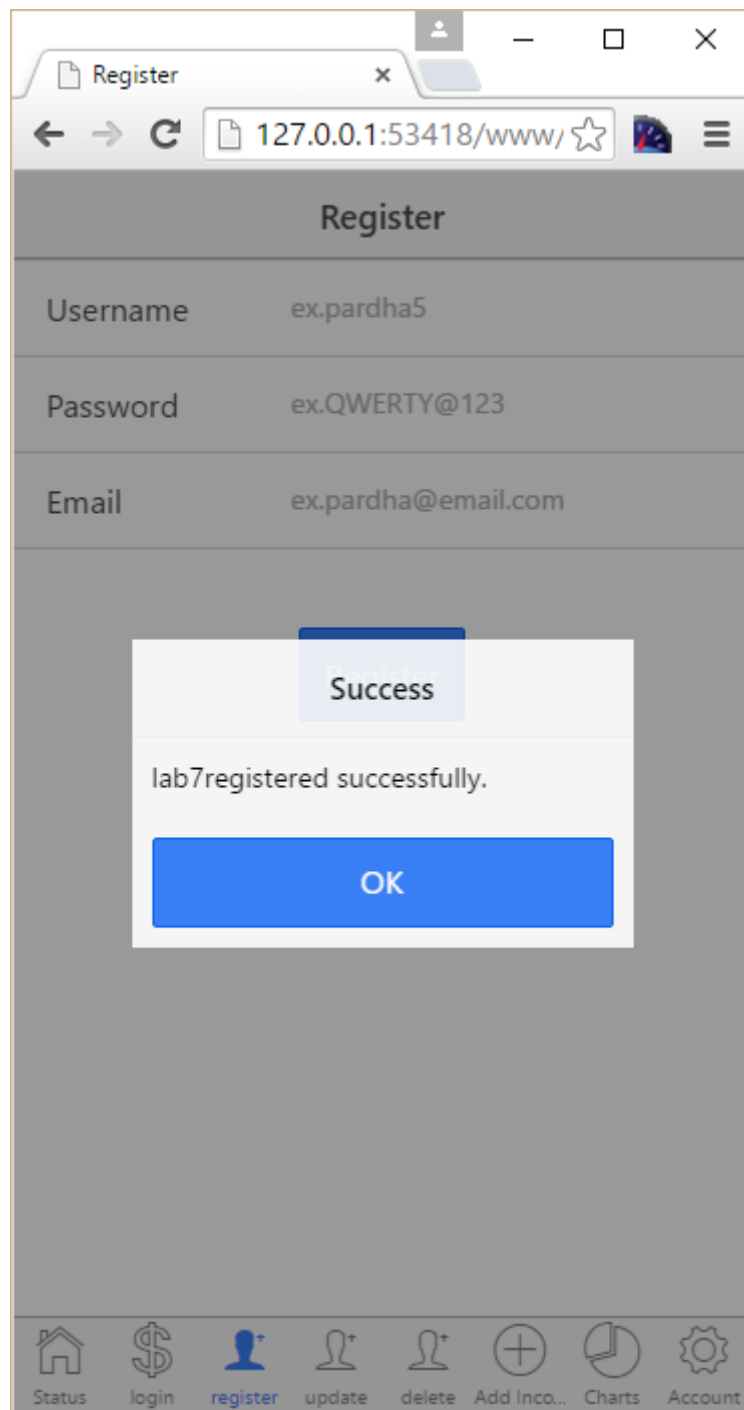 Register
127.0.0.1:53418/www/
Register
Username ex.pardha5
Password ex.QWERTY@123
Email ex.pardha@email.com
Register
Success
lab7registered successfully.
OK
Status login register update delete Add Inco... Charts Account